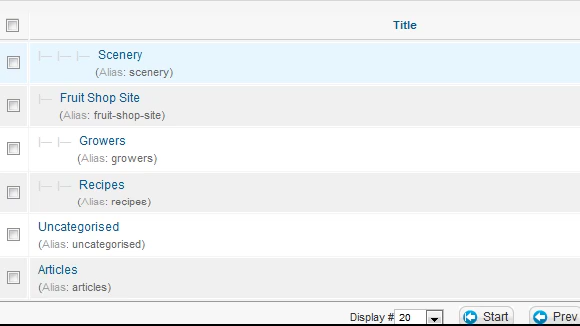 Title
Scenery
(Alias: scenery)
Fruit Shop Site
(Alias: fruit-shop-site)
Growers
(Alias: growers)
Recipes
(Alias: recipes)
Uncategorised
(Alias: uncategorised)
Articles
(Alias: articles)
Display # 20 Start Prev